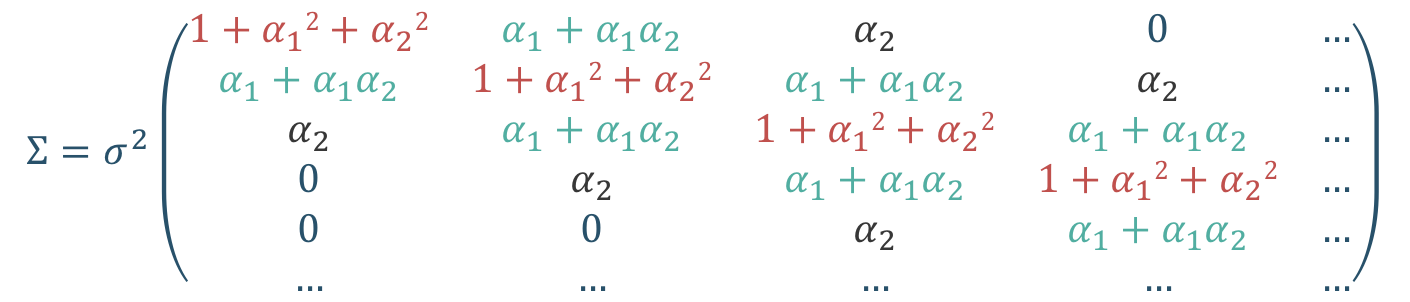 1 + α₁² + α₂² α₁ + α₁α₂ α₂ 0 ...
α₁ + α₁α₂ 1 + α₁² + α₂² α₁ + α₁α₂ α₂ ...
Σ = σ² α₂ α₁ + α₁α₂ 1 + α₁² + α₂² α₁ + α₁α₂ ...
0 α₂ α₁ + α₁α₂ 1 + α₁² + α₂² ...
0 0 α₂ α₁ + α₁α₂ ...
... ... ... ... ...